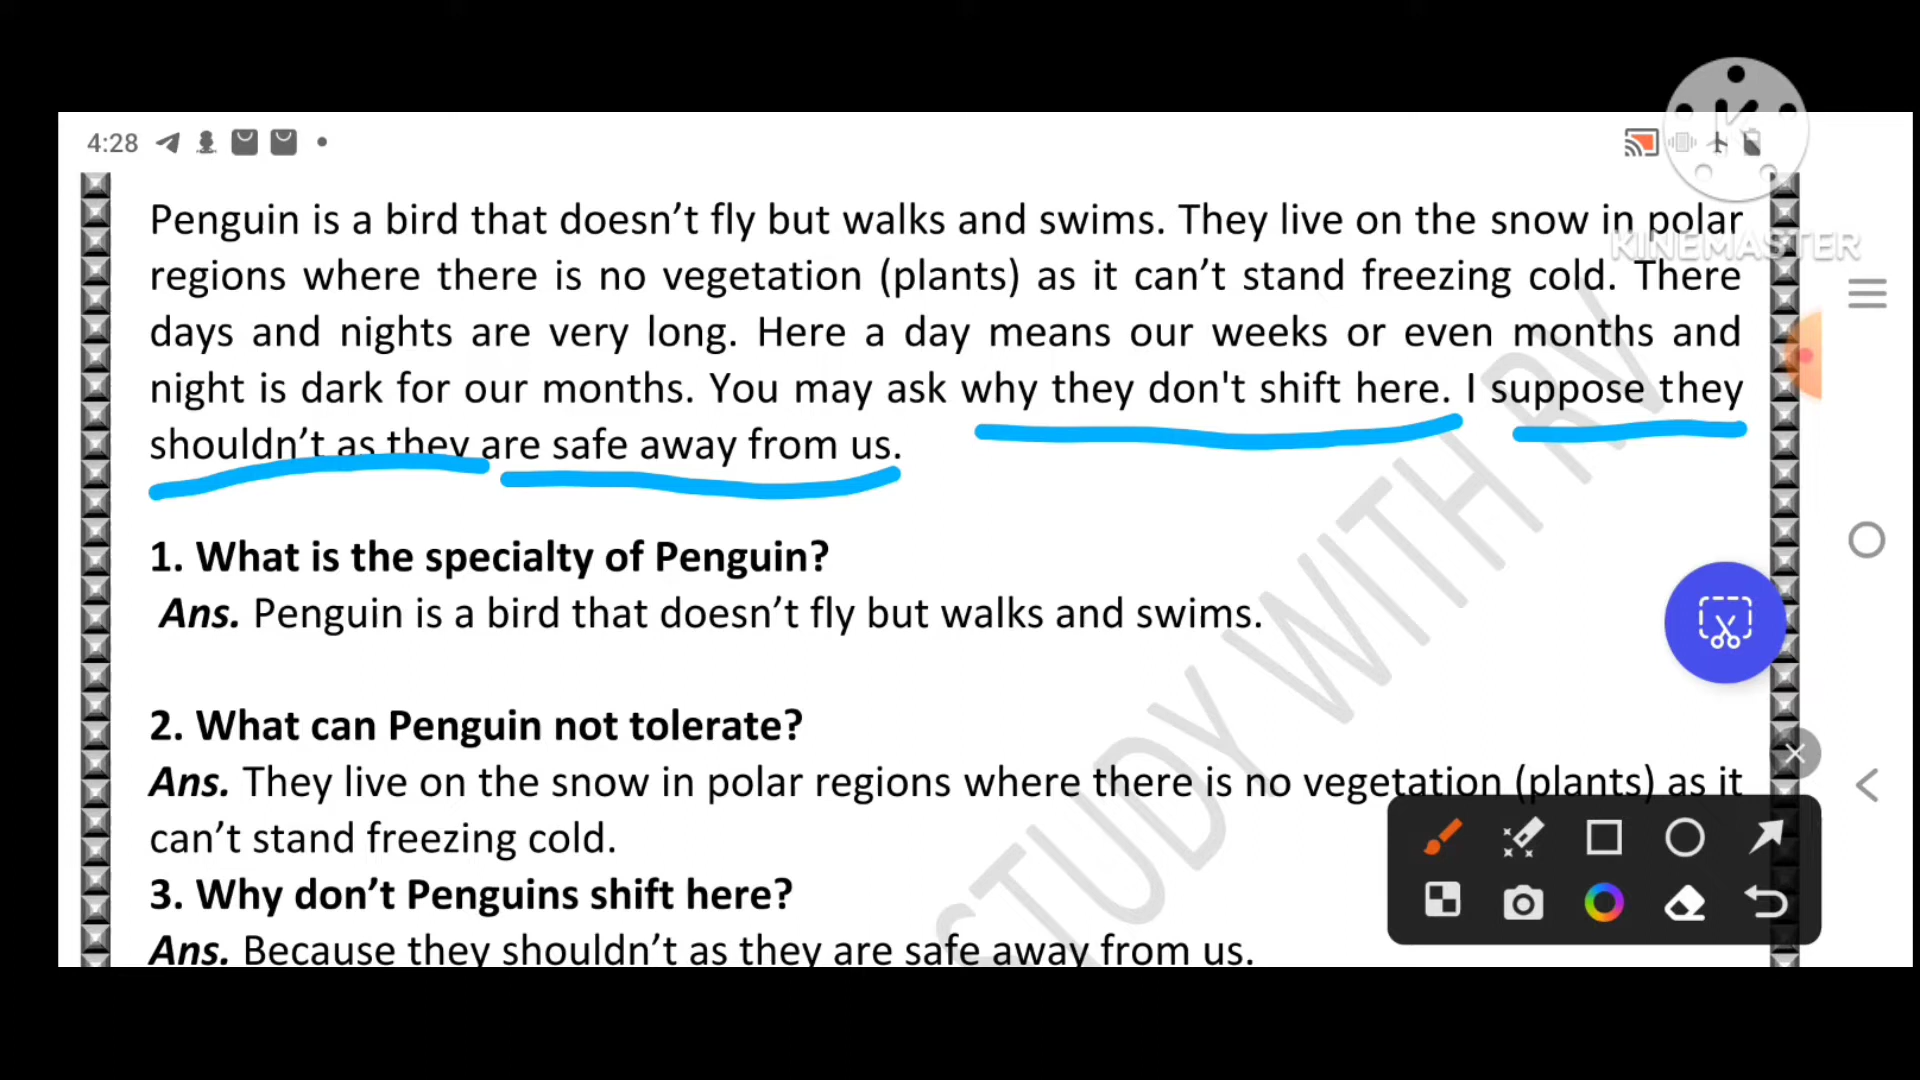 4:28
KINEMASTER
Penguin is a bird that doesn’t fly but walks and swims. They live on the snow in polar
regions where there is no vegetation (plants) as it can’t stand freezing cold. There
days and nights are very long. Here a day means our weeks or even months and
night is dark for our months. You may ask why they don't shift here. I suppose they
shouldn’t as they are safe away from us.
1. What is the specialty of Penguin?
Ans. Penguin is a bird that doesn’t fly but walks and swims.
2. What can Penguin not tolerate?
Ans. They live on the snow in polar regions where there is no vegetation (plants) as it
can’t stand freezing cold.
3. Why don’t Penguins shift here?
Ans. Because they shouldn’t as they are safe away from us.
STUDY WITH RV